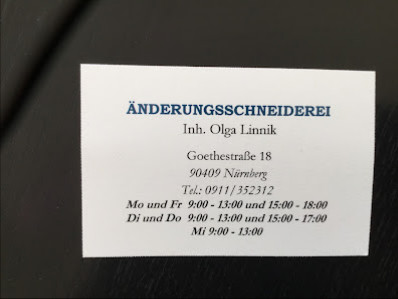 ÄNDERUNGSSCHNEIDEREI
Inh. Olga Linnik
Goethestraße 18
90409 Nürnberg
Tel.: 0911/352312
Mo und Fr 9:00 - 13:00 und 15:00 - 18:00
Di und Do 9:00 - 13:00 und 15:00 - 17:00
Mi 9:00 - 13:00